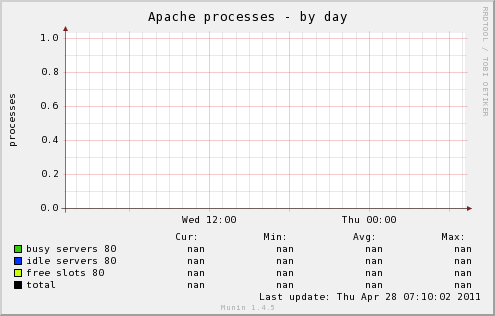 Apache processes - by day
RRDTOOL / TOBI OETIKER
processes
1.0
0.8
0.6
0.4
0.2
0.0
Wed 12:00 Thu 00:00
Cur: Min: Avg: Max:
busy servers 80 nan nan nan nan
idle servers 80 nan nan nan nan
free slots 80 nan nan nan nan
total nan nan nan nan
Last update: Thu Apr 28 07:10:02 2011
Munin 1.4.5